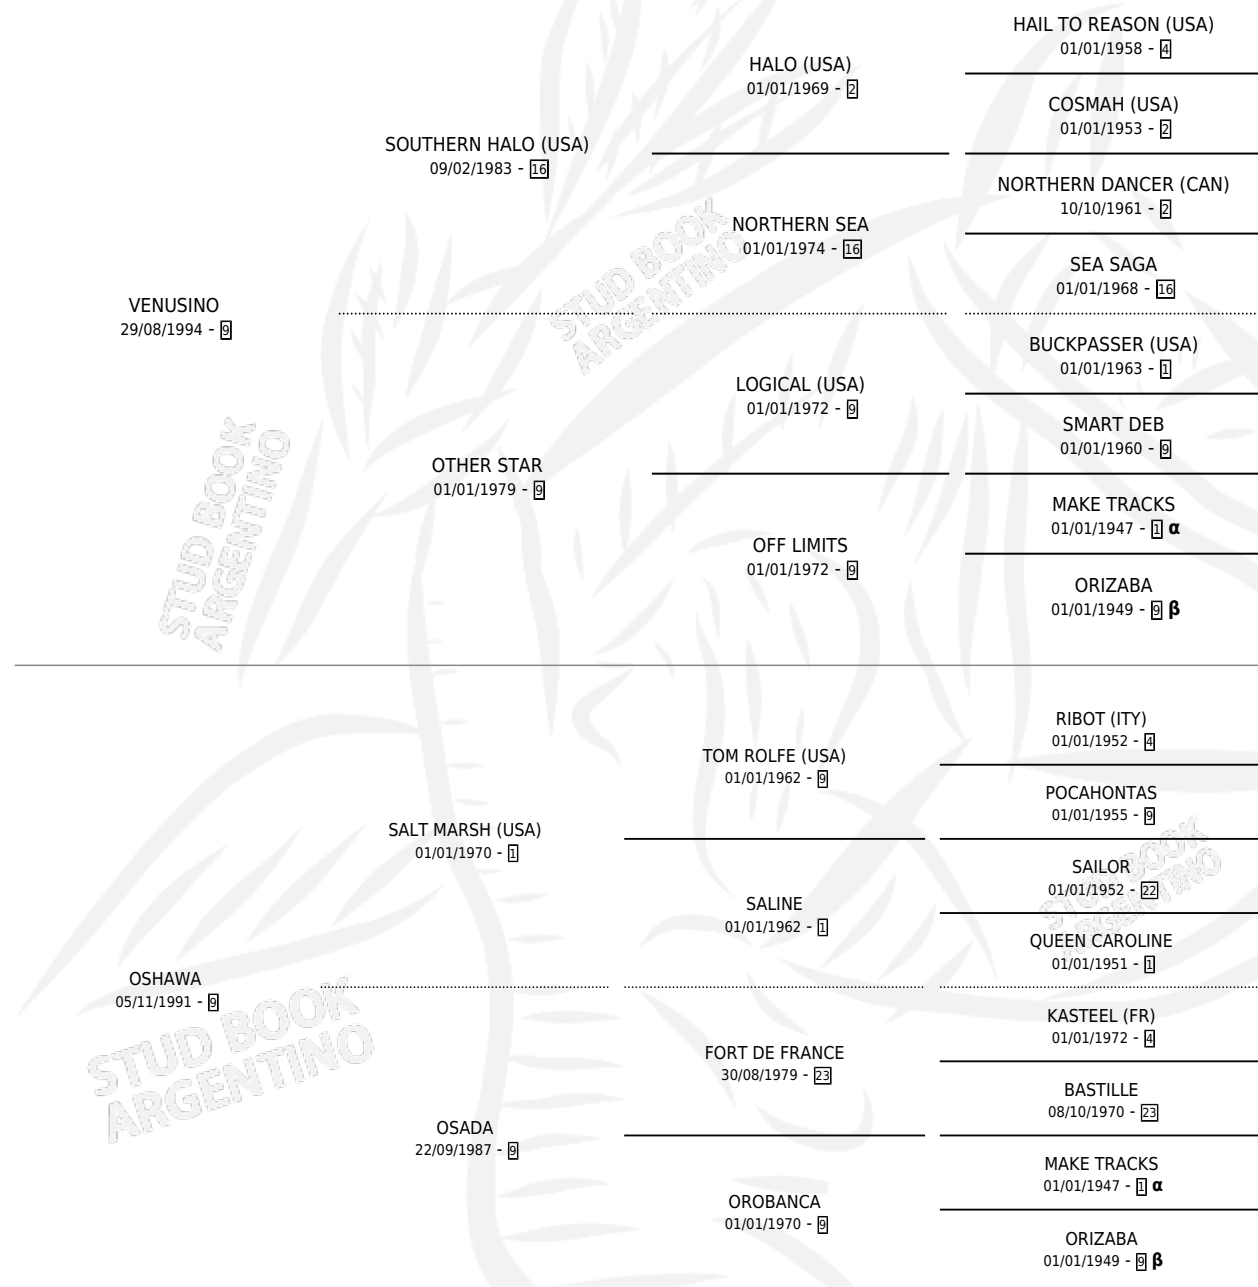 HAIL TO REASON (USA)
01/01/1958 - 4
HALO (USA)
01/01/1969 - 2
COSMAH (USA)
01/01/1953 - 2
SOUTHERN HALO (USA)
09/02/1983 - 16
NORTHERN DANCER (CAN)
10/10/1961 - 2
NORTHERN SEA
01/01/1974 - 16
SEA SAGA
01/01/1968 - 16
STUD BOOK
ARGENTINO
VENUSINO
29/08/1994 - 9
BUCKPASSER (USA)
01/01/1963 - 1
LOGICAL (USA)
01/01/1972 - 9
SMART DEB
01/01/1960 - 9
OTHER STAR
01/01/1979 - 9
MAKE TRACKS
01/01/1947 - 1 α
OFF LIMITS
01/01/1972 - 9
ORIZABA
01/01/1949 - 9 β
STUD BOOK
ARGENTINO
RIBOT (ITY)
01/01/1952 - 4
TOM ROLFE (USA)
01/01/1962 - 9
POCAHONTAS
01/01/1955 - 9
SALT MARSH (USA)
01/01/1970 - 1
SAILOR
01/01/1952 - 22
STUD BOOK
ARGENTINO
SALINE
01/01/1962 - 1
QUEEN CAROLINE
01/01/1951 - 1
OSHAWA
05/11/1991 - 9
STUD BOOK
ARGENTINO
KASTEEL (FR)
01/01/1972 - 4
FORT DE FRANCE
30/08/1979 - 23
BASTILLE
08/10/1970 - 23
OSADA
22/09/1987 - 9
MAKE TRACKS
01/01/1947 - 1 α
OROBANCA
01/01/1970 - 9
ORIZABA
01/01/1949 - 9 β